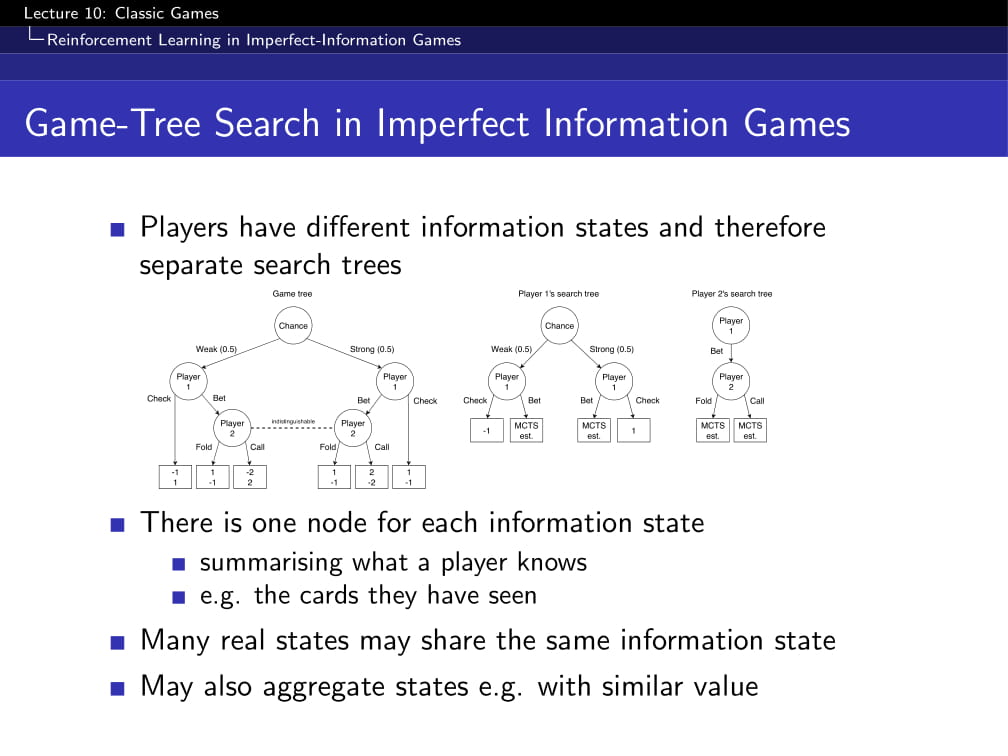 Lecture 10: Classic Games
Reinforcement Learning in Imperfect-Information Games
Game-Tree Search in Imperfect Information Games
Players have different information states and therefore
separate search trees
Game tree
Chance
Weak (0.5)
Strong (0.5)
Player
1
Player
1
Check
Bet
Bet
Check
Player
2
indistinguishable
Player
2
Fold
Call
Fold
Call
-1
1
1
-1
-2
2
1
-1
2
-2
1
-1
Player 1's search tree
Chance
Weak (0.5)
Strong (0.5)
Player
1
Player
1
Check
Bet
Bet
Check
-1
MCTS
est.
MCTS
est.
1
Player 2's search tree
Player
1
Bet
Player
2
Fold
Call
MCTS
est.
MCTS
est.
There is one node for each information state
summarising what a player knows
e.g. the cards they have seen
Many real states may share the same information state
May also aggregate states e.g. with similar value